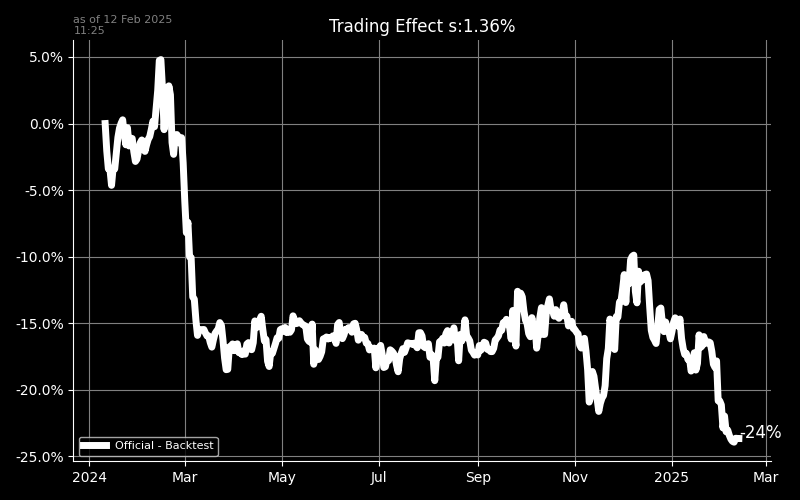 as of 12 Feb 2025
11:25
Trading Effect s:1.36%
5.0%
0.0%
-5.0%
-10.0%
-15.0%
-20.0%
-25.0%
-24%
Official - Backtest
2024 Mar May Jul Sep Nov 2025 Mar